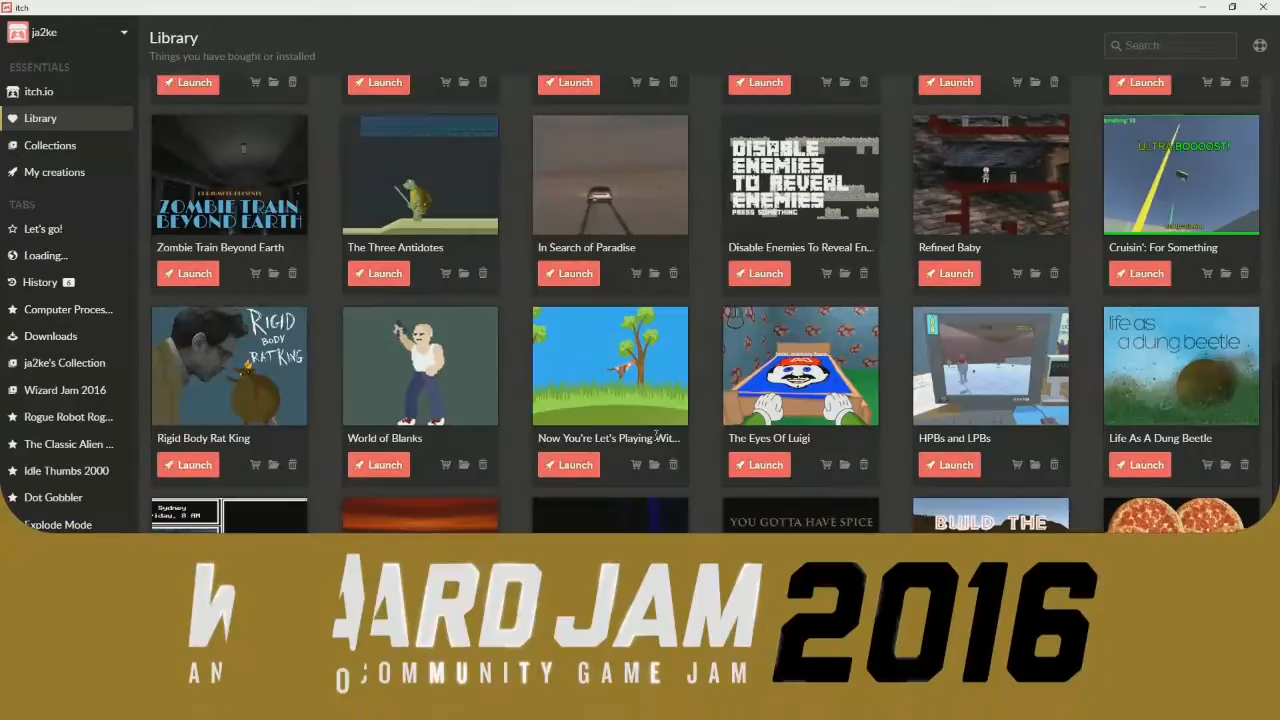 itch
ja2ke
Library
Things you have bought or installed
Search
ESSENTIALS
itch.io
Library
Collections
My creations
TABS
Let's go!
Loading...
History 6
Computer Proces...
Downloads
ja2ke's Collection
Wizard Jam 2016
Rogue Robot Rog...
The Classic Alien ...
Idle Thumbs 2000
Dot Gobbler
Explode Mode
Launch Launch Launch Launch Launch Launch
ZOMBIE TRAIN
BEYOND EARTH
DISABLE
ENEMIES
TO REVEAL
ENEMIES
PRESS SOMETHING
ULTRA BOOOOST!
Zombie Train Beyond Earth
The Three Antidotes
In Search of Paradise
Disable Enemies To Reveal En...
Refined Baby
Cruisin': For Something
Launch Launch Launch Launch Launch Launch
RIGID
BODY
RAT KING
life as
a dung beetle
Rigid Body Rat King
World of Blanks
Now You're Let's Playing Wit...
The Eyes Of Luigi
HPBs and LPBs
Life As A Dung Beetle
Launch Launch Launch Launch Launch Launch
Sydney
riday, 8 AM
YOU GOTTA HAVE SPICE
BUILD THE
W ARD JAM 2016
AN O COMMUNITY GAME JAM